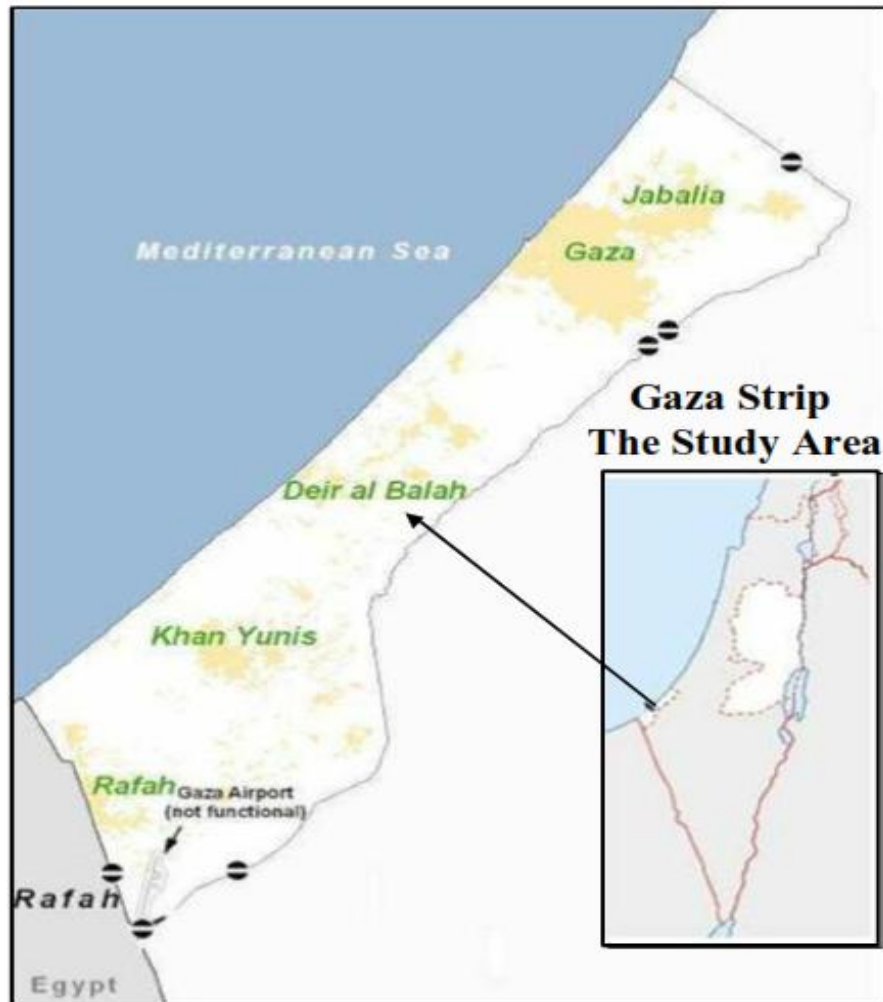 Jabalia
Mediterranean Sea
Gaza
Gaza Strip
The Study Area
Deir al Balah
Khan Yunis
Rafah
Gaza Airport
(not functional)
Rafah
Egypt